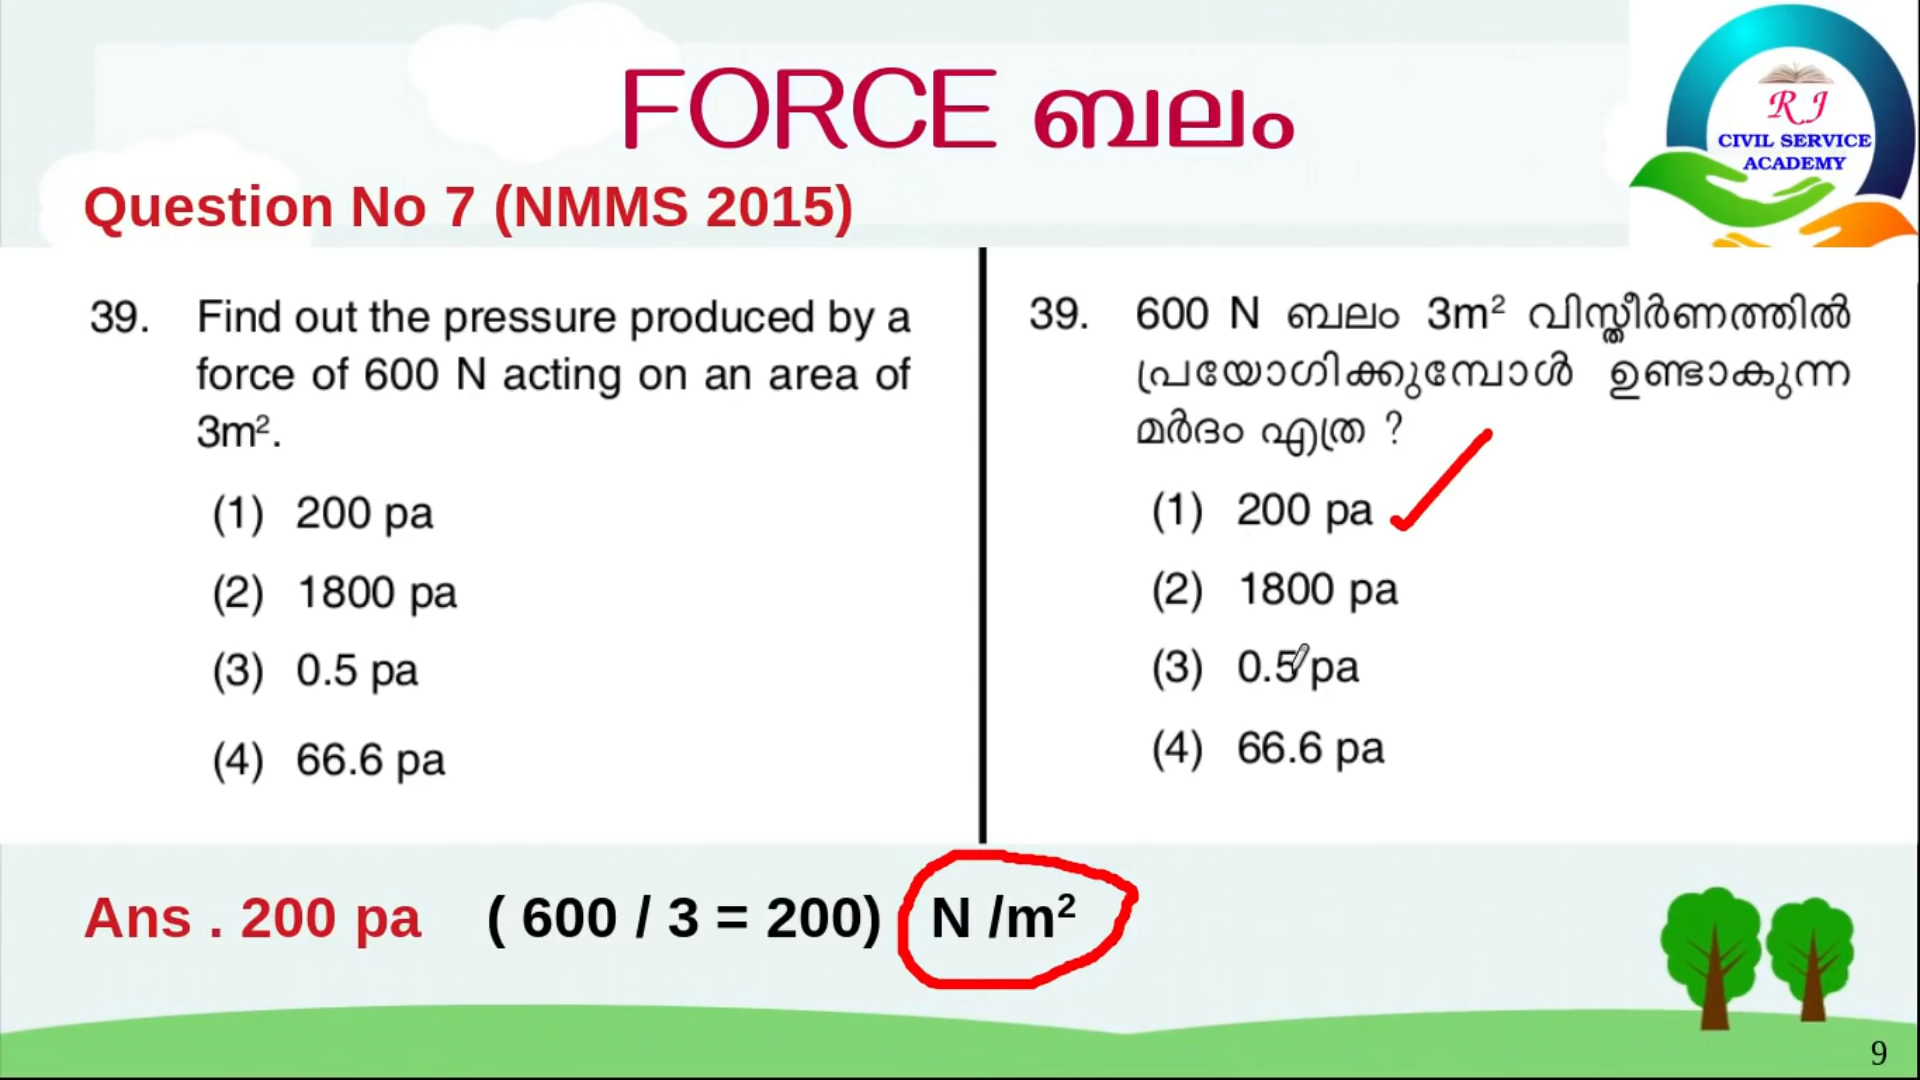 FORCE ബലം
R J
CIVIL SERVICE
ACADEMY
Question No 7 (NMMS 2015)
39. Find out the pressure produced by a
force of 600 N acting on an area of
3m².
(1) 200 pa
(2) 1800 pa
(3) 0.5 pa
(4) 66.6 pa
39. 600 N ബലം 3m² വിസ്തീർണത്തിൽ
പ്രയോഗിക്കുമ്പോൾ ഉണ്ടാകുന്ന
മർദം എത്ര ?
(1) 200 pa
(2) 1800 pa
(3) 0.5 pa
(4) 66.6 pa
Ans . 200 pa ( 600 / 3 = 200) N /m²
9